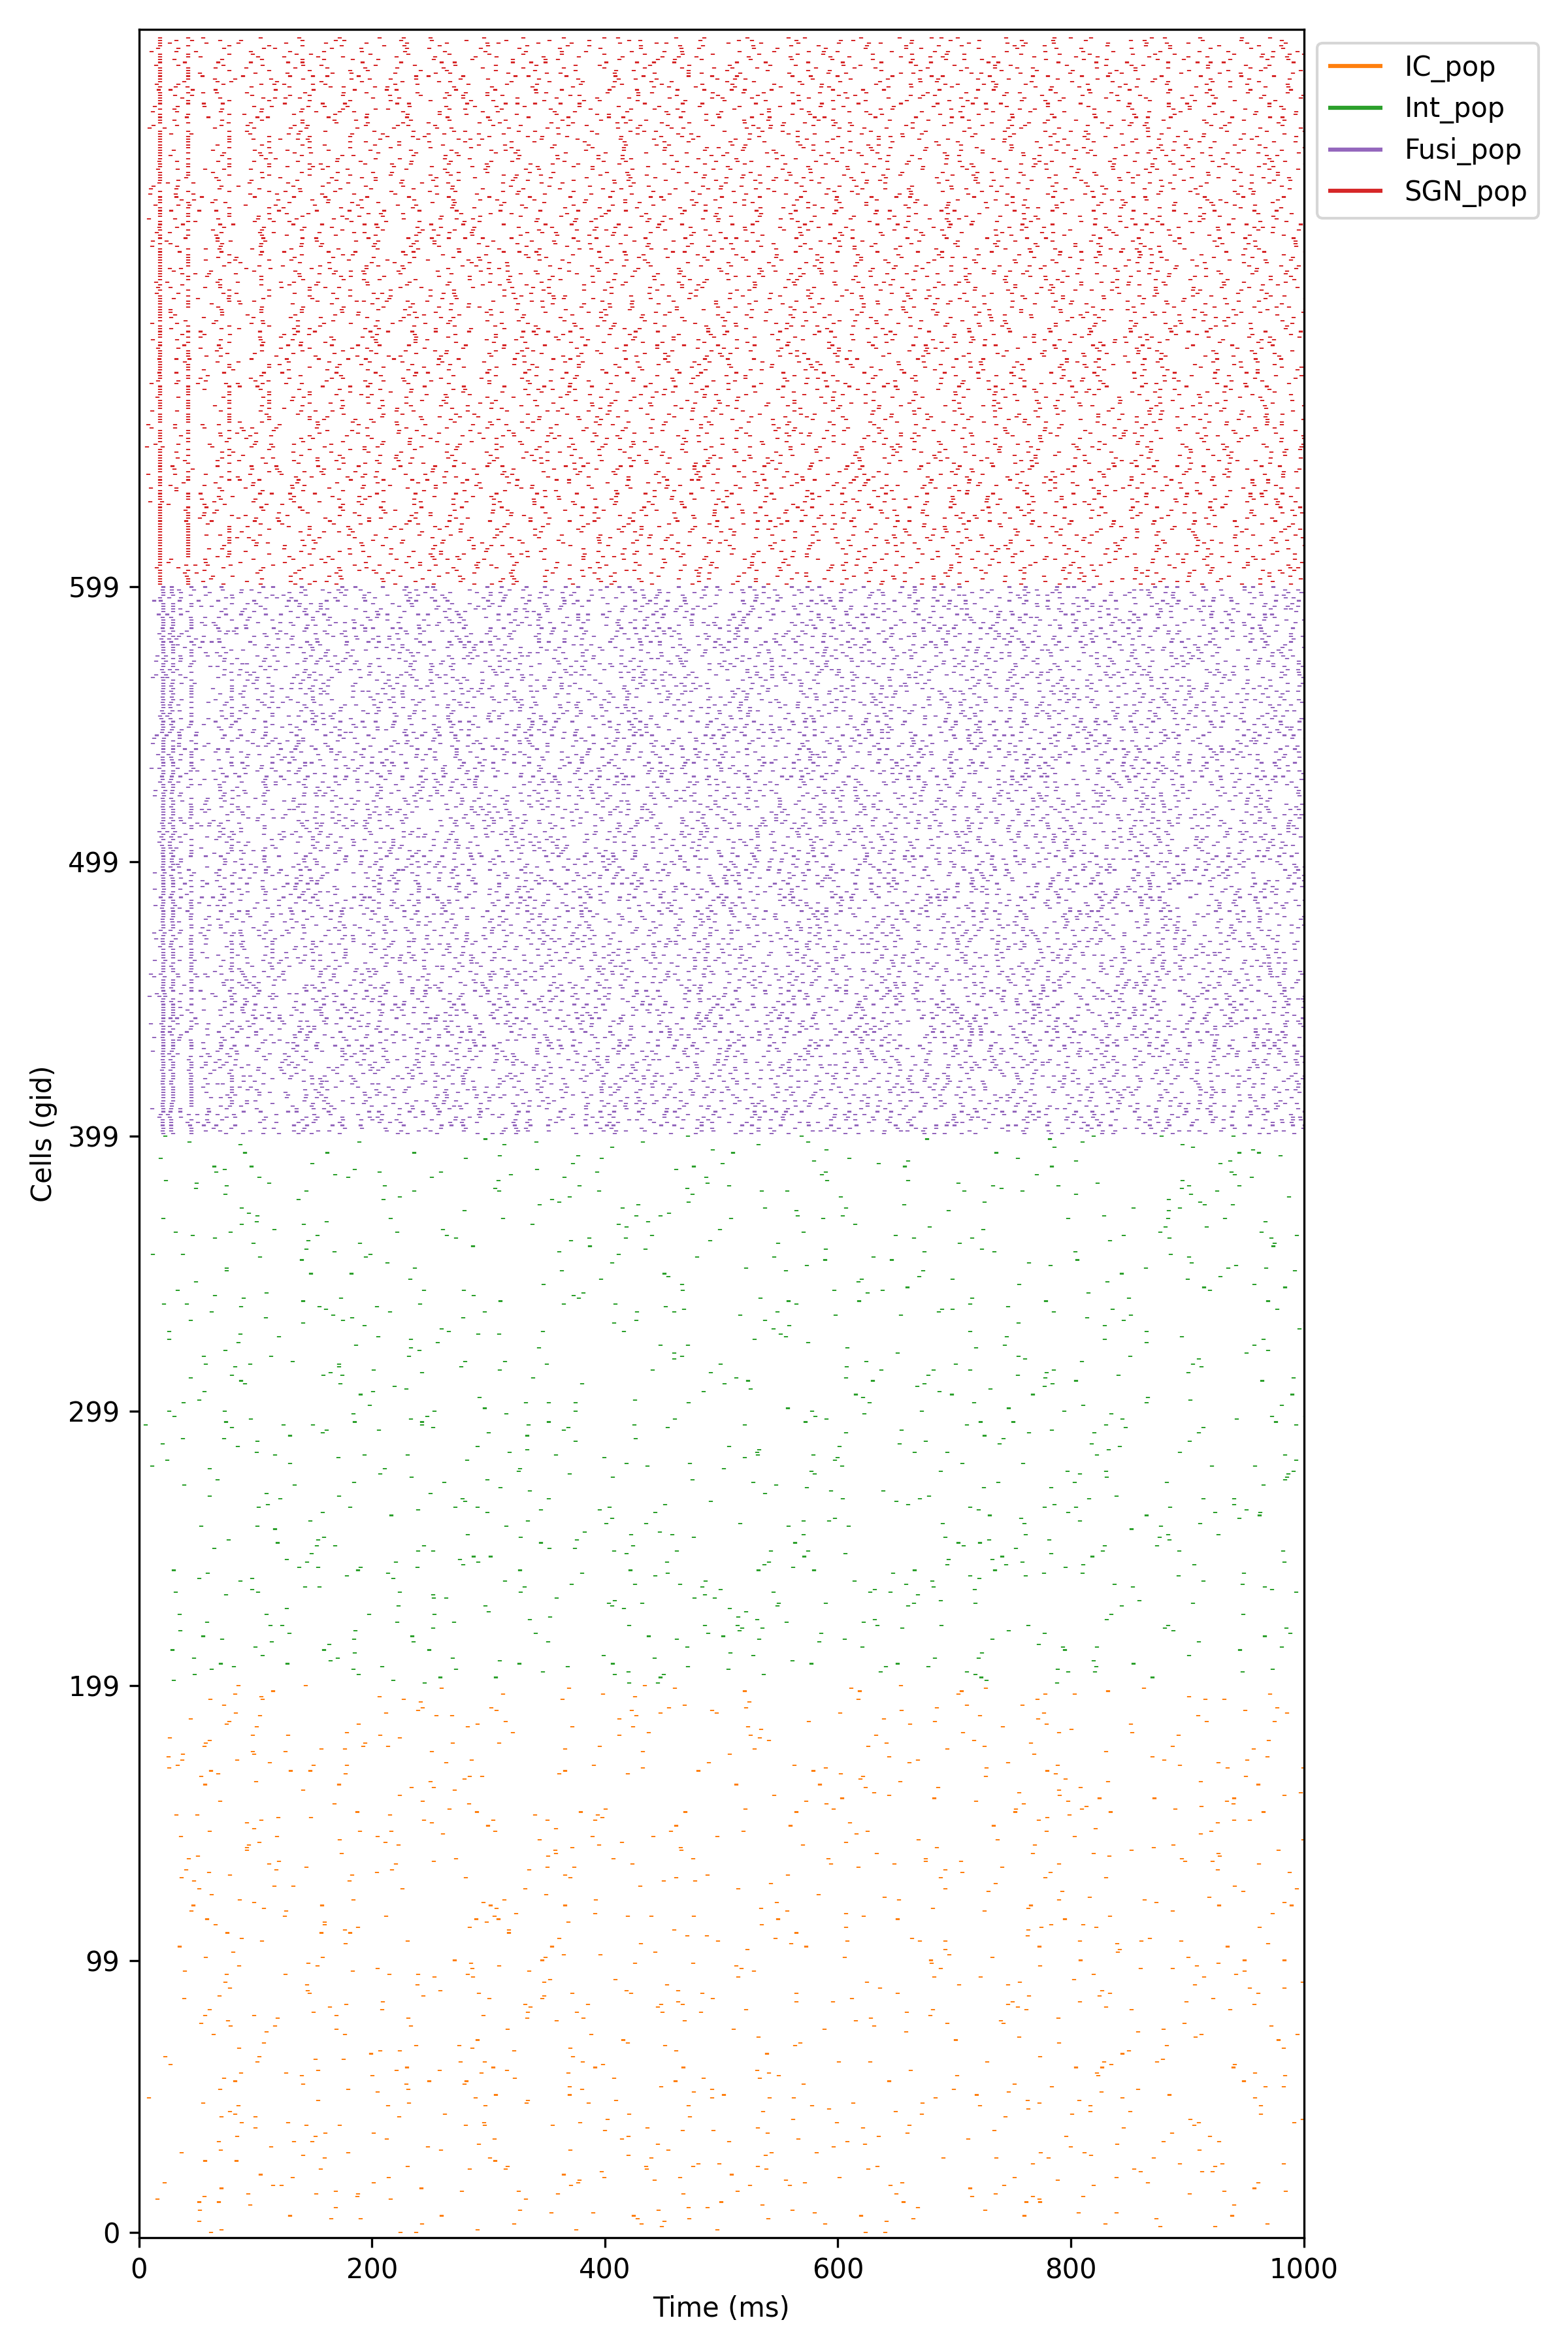 IC_pop
Int_pop
Fusi_pop
SGN_pop
599
499
399
299
199
99
0
Cells (gid)
0 200 400 600 800 1000
Time (ms)